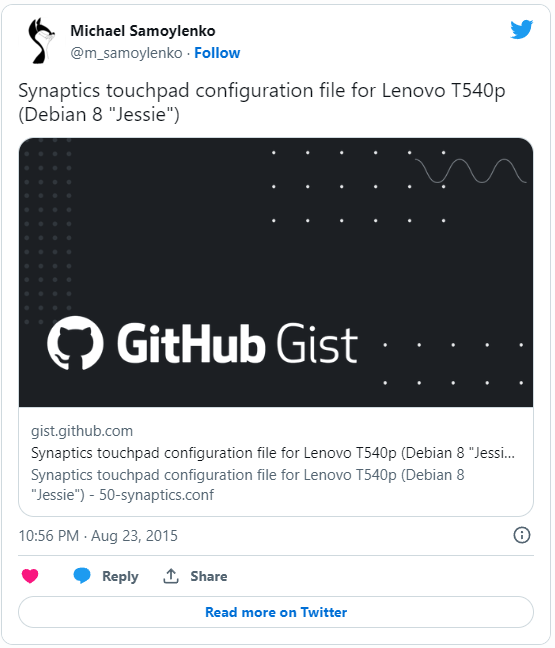 Michael Samoylenko
@m_samoylenko · Follow
Synaptics touchpad configuration file for Lenovo T540p
(Debian 8 "Jessie")
GitHub Gist
gist.github.com
Synaptics touchpad configuration file for Lenovo T540p (Debian 8 "Jessi...
Synaptics touchpad configuration file for Lenovo T540p (Debian 8
"Jessie") - 50-synaptics.conf
10:56 PM · Aug 23, 2015
Reply Share
Read more on Twitter